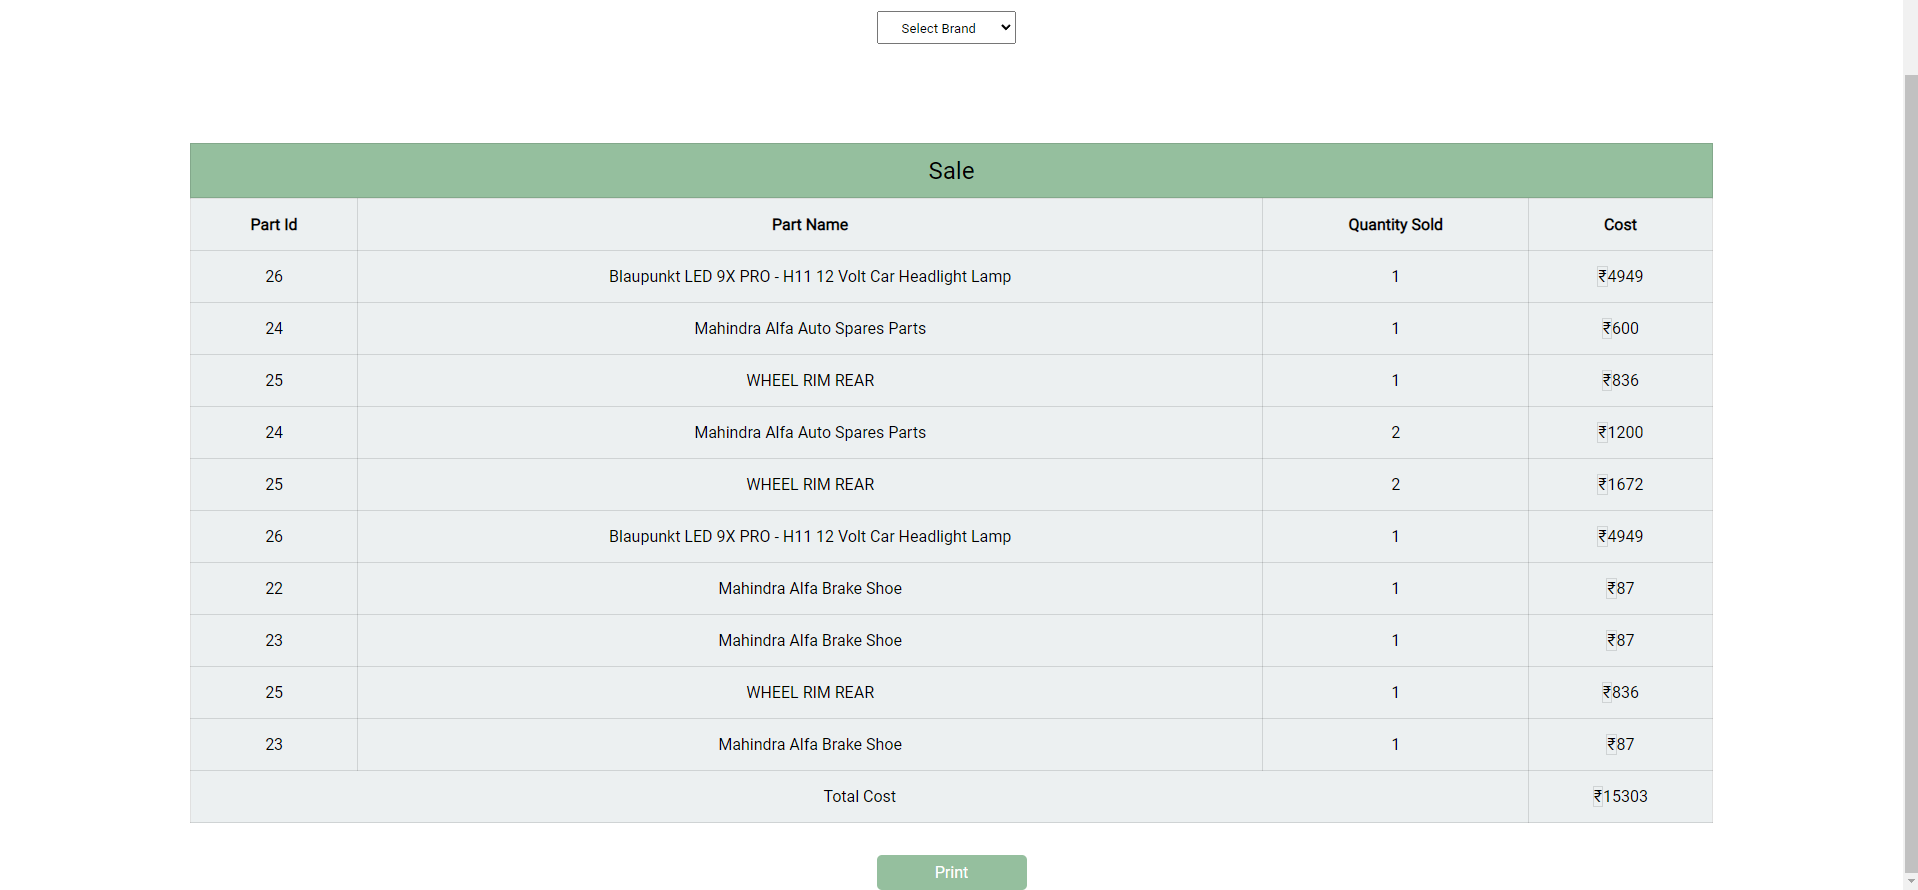 Select Brand
Sale
Part Id Part Name Quantity Sold Cost
26 Blaupunkt LED 9X PRO - H11 12 Volt Car Headlight Lamp 1 ₹4949
24 Mahindra Alfa Auto Spares Parts 1 ₹600
25 WHEEL RIM REAR 1 ₹836
24 Mahindra Alfa Auto Spares Parts 2 ₹1200
25 WHEEL RIM REAR 2 ₹1672
26 Blaupunkt LED 9X PRO - H11 12 Volt Car Headlight Lamp 1 ₹4949
22 Mahindra Alfa Brake Shoe 1 ₹87
23 Mahindra Alfa Brake Shoe 1 ₹87
25 WHEEL RIM REAR 1 ₹836
23 Mahindra Alfa Brake Shoe 1 ₹87
Total Cost ₹15303
Print